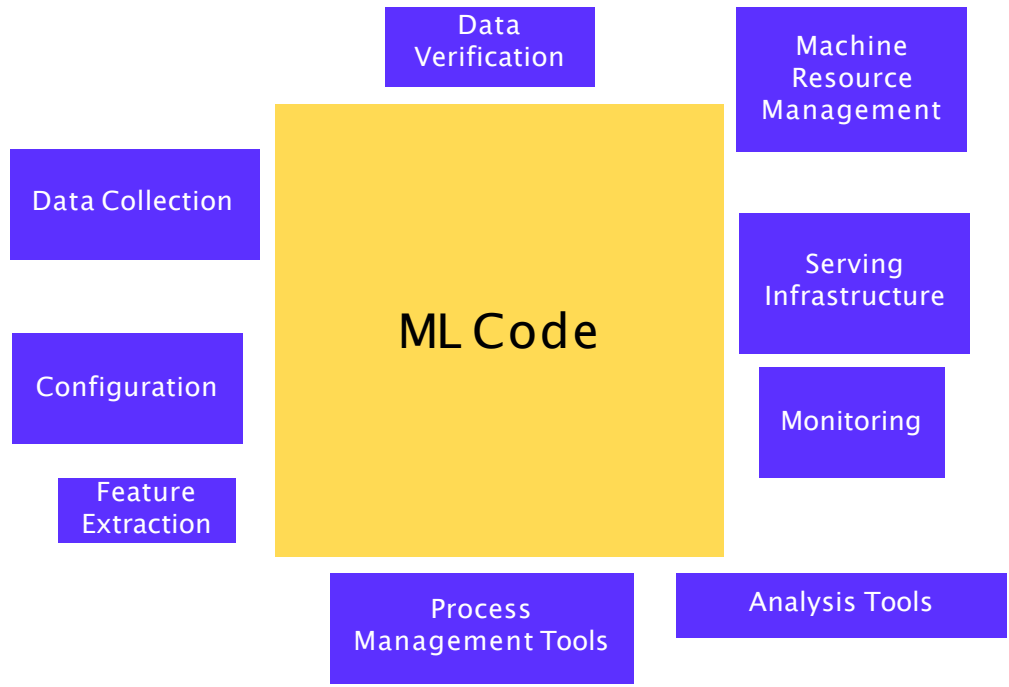 Data
Verification
Machine
Resource
Management
Data Collection
Serving
Infrastructure
ML Code
Configuration
Monitoring
Feature
Extraction
Process
Management Tools
Analysis Tools